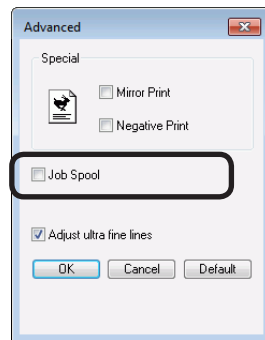 Advanced
Special
Mirror Print
Negative Print
Job Spool
Adjust ultra fine lines
OK Cancel Default